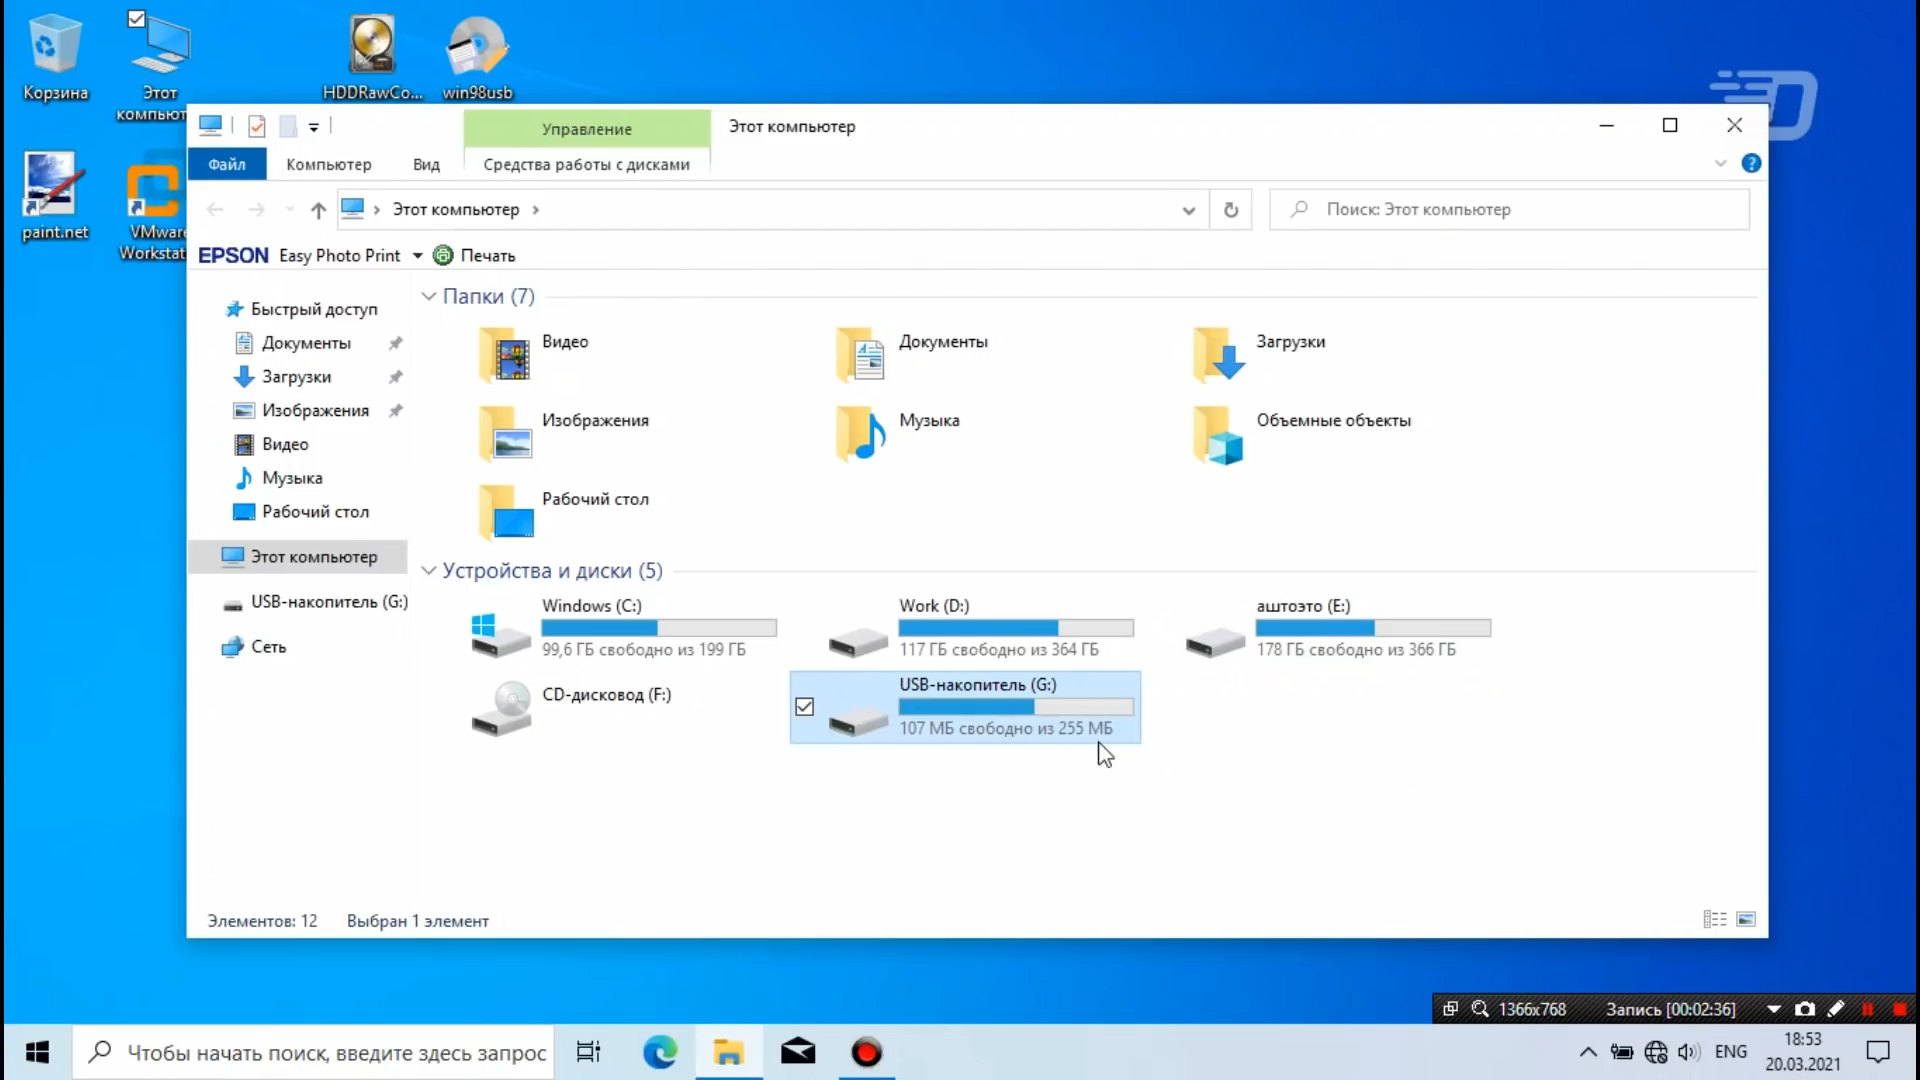 Корзина
Этот
компьют
HDDRawCo...
win98usb
paint.net
VMware
Workstat
Управление
Этот компьютер
Файл
Компьютер
Вид
Средства работы с дисками
Этот компьютер
Поиск: Этот компьютер
EPSON Easy Photo Print
Печать
Быстрый доступ
Документы
Загрузки
Изображения
Видео
Музыка
Рабочий стол
Этот компьютер
USB-накопитель (G:)
Сеть
Папки (7)
Видео
Документы
Загрузки
Изображения
Музыка
Объемные объекты
Рабочий стол
Устройства и диски (5)
Windows (C:)
99,6 ГБ свободно из 199 ГБ
Work (D:)
117 ГБ свободно из 364 ГБ
аштоэто (E:)
178 ГБ свободно из 366 ГБ
CD-дисковод (F:)
USB-накопитель (G:)
107 МБ свободно из 255 МБ
Элементов: 12
Выбран 1 элемент
1366x768
Запись [00:02:36]
Чтобы начать поиск, введите здесь запрос
ENG
18:53
20.03.2021